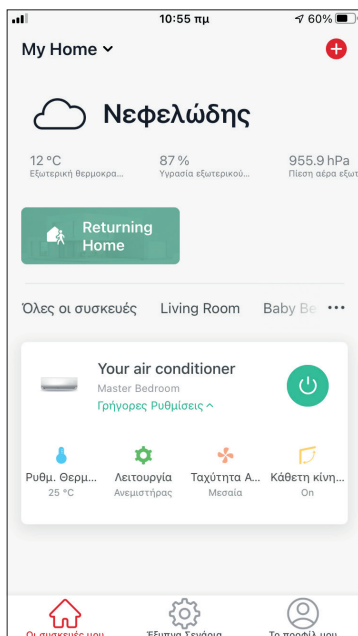 10:55 πμ
60%
My Home
Νεφελώδης
12 °C
87 %
955.9 hPa
Εξωτερική θερμοκρα...
Υγρασία εξωτερικού...
Πίεση αέρα εξωτ
Returning
Home
Όλες οι συσκευές
Living Room
Baby Be
Your air conditioner
Master Bedroom
Γρήγορες Ρυθμίσεις
Ρυθμ. Θερμ...
Λειτουργία
Ταχύτητα Α...
Κάθετη κίνη...
25 °C
Ανεμιστήρας
Μεσαία
On
Οι συσκευές μου
Έξυπνα Σενάρια
Το προφίλ μου